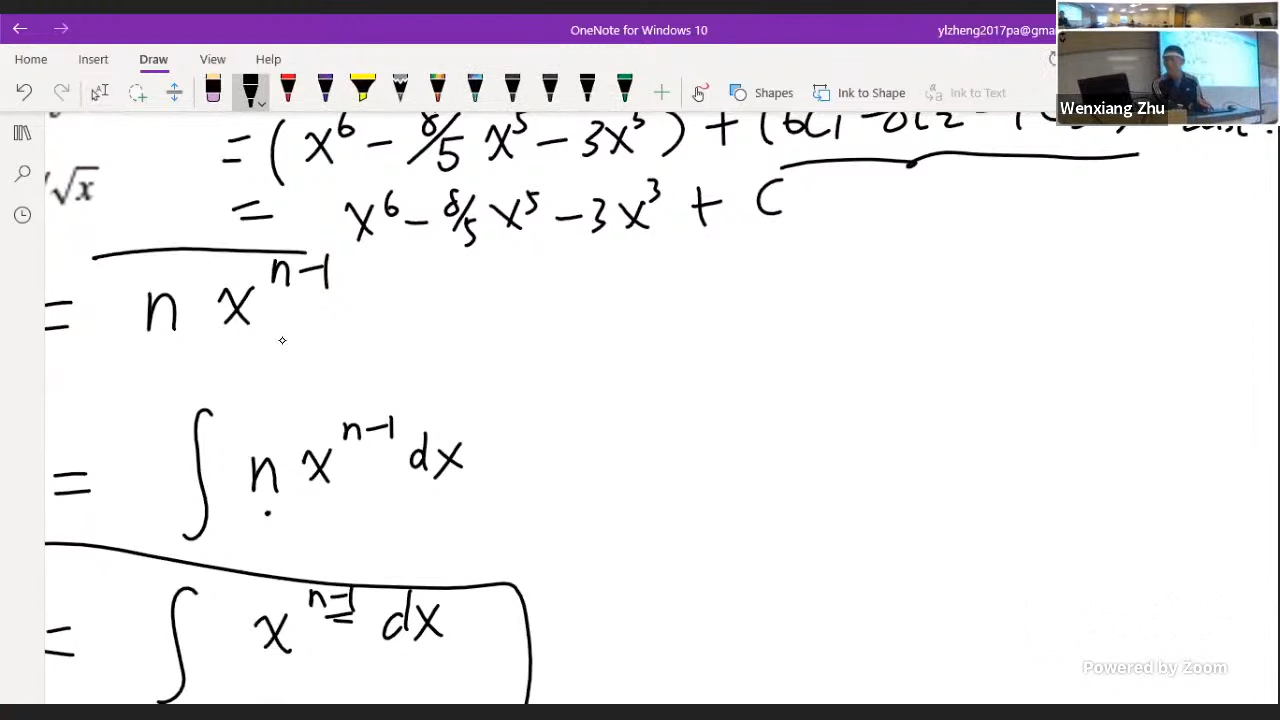 OneNote for Windows 10
ylzheng2017pa@gma
Home Insert Draw View Help
Shapes Ink to Shape Ink to Text
Wenxiang Zhu
= (x^6 - 8/5 x^5 - 3x^3) +
√x
= x^6 - 8/5 x^5 - 3x^3 + C
= n x^{n-1}
= ∫ n x^{n-1} dx
= ∫ x^{n-1} dx
Powered by Zoom